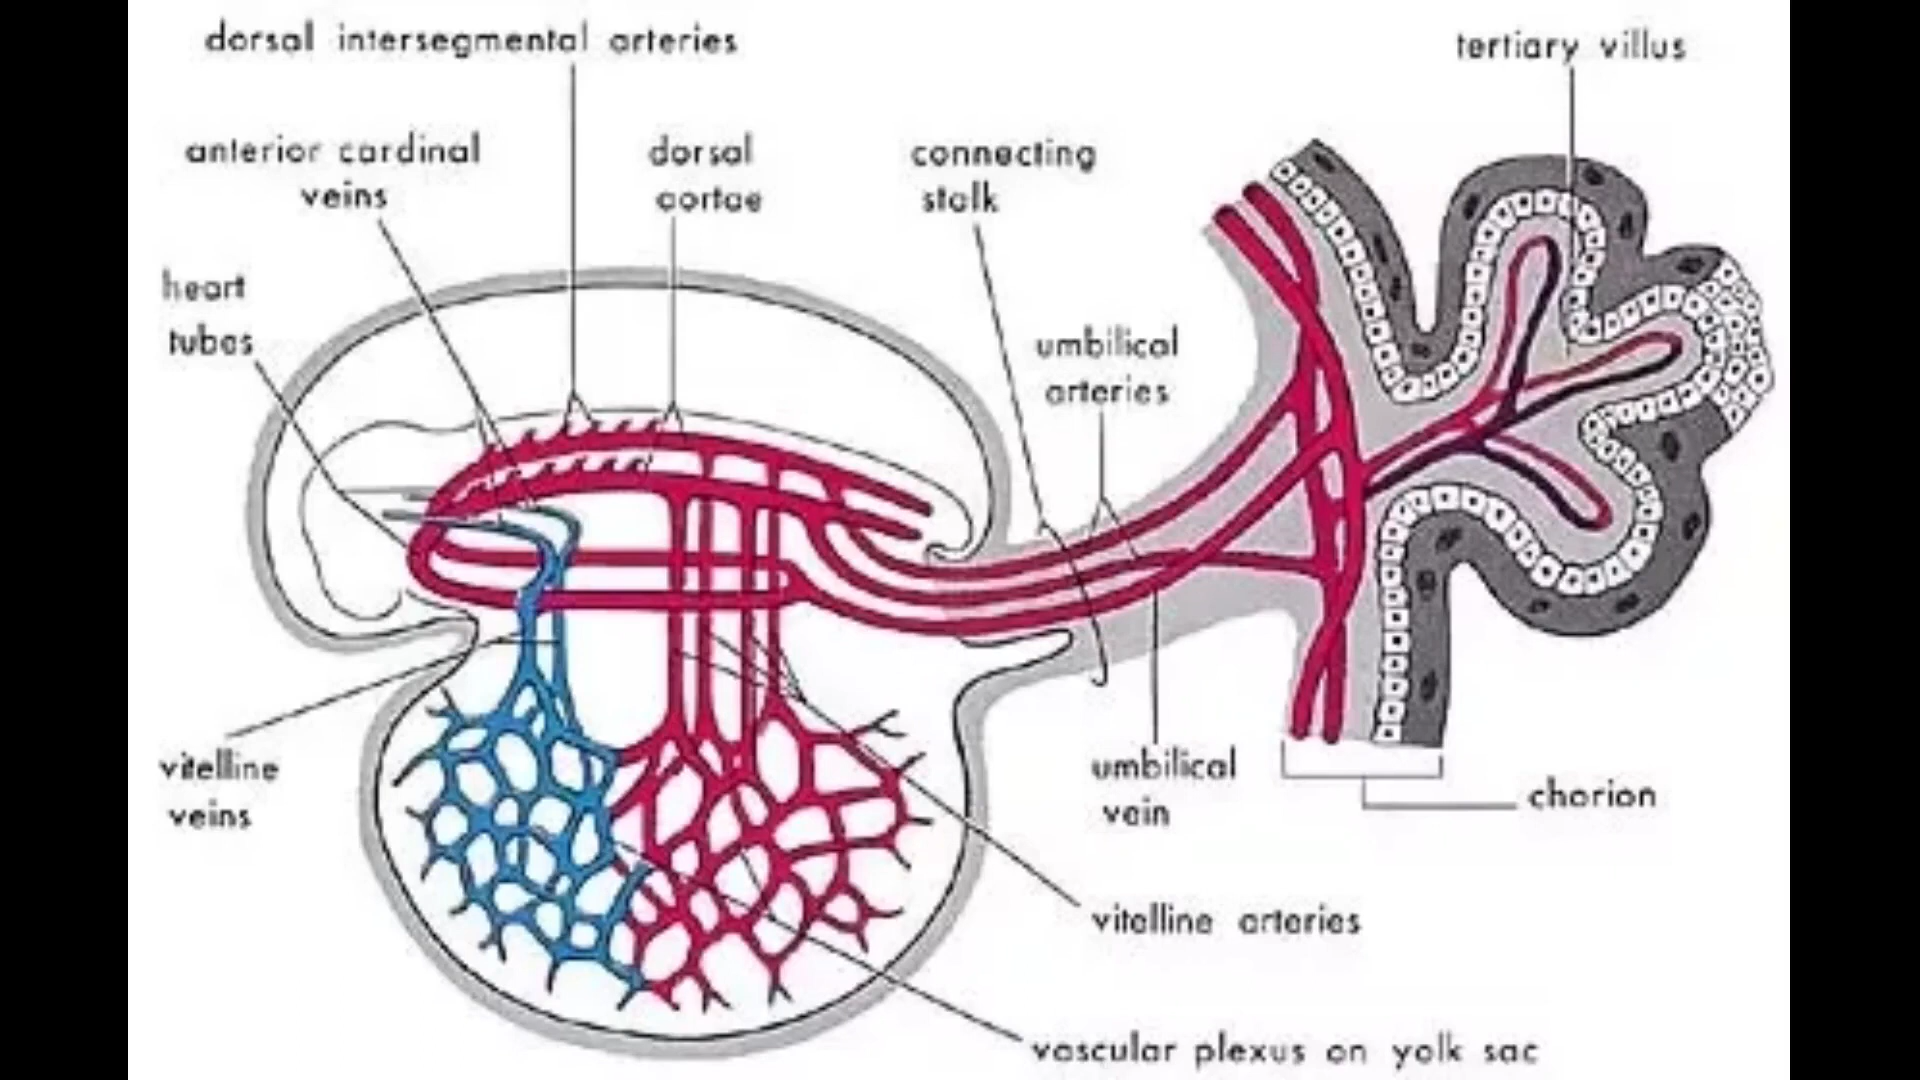 dorsal intersegmental arteries
tertiary villus
anterior cardinal
veins
dorsal
aortae
connecting
stalk
heart
tubes
umbilical
arteries
vitelline
veins
umbilical
vein
chorion
vitelline arteries
vascular plexus on yolk sac